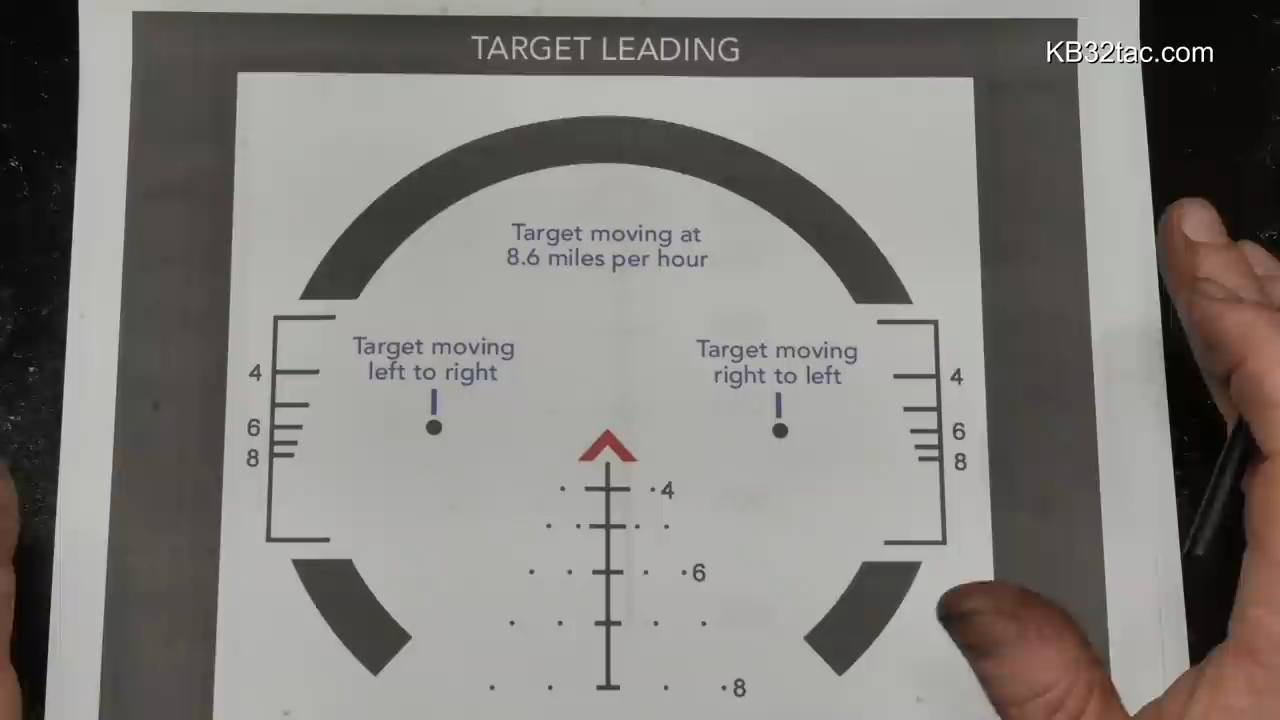 TARGET LEADING
KB32tac.com
Target moving at
8.6 miles per hour
Target moving
left to right
Target moving
right to left
4
6
8
4
6
8
4
6
8